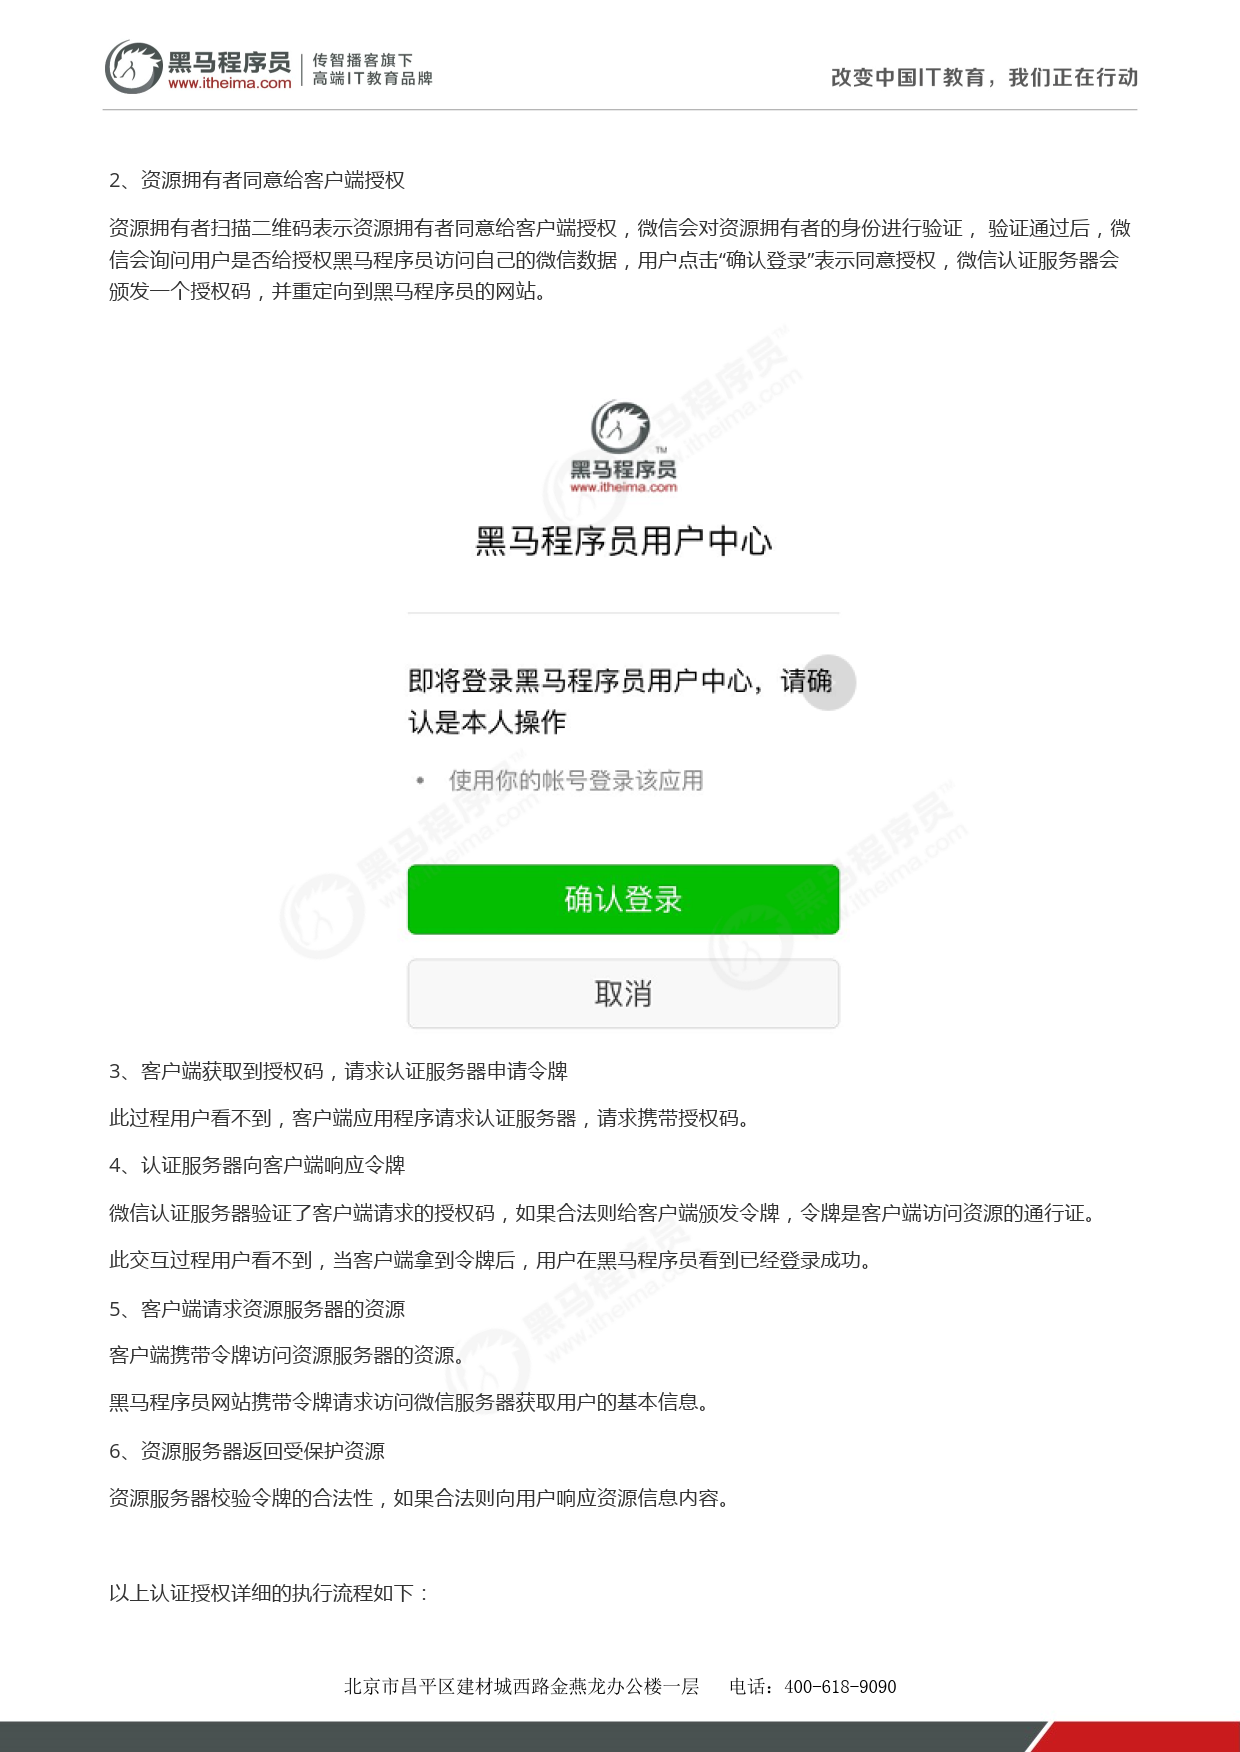 黑马程序员
www.itheima.com
传智播客旗下
高端IT教育品牌
改变中国IT教育，我们正在行动
2、资源拥有者同意给客户端授权
资源拥有者扫描二维码表示资源拥有者同意给客户端授权，微信会对资源拥有者的身份进行验证， 验证通过后，微
信会询问用户是否给授权黑马程序员访问自己的微信数据，用户点击“确认登录”表示同意授权，微信认证服务器会
颁发一个授权码，并重定向到黑马程序员的网站。
黑马程序员
TM
www.itheima.com
黑马程序员用户中心
即将登录黑马程序员用户中心，请确
认是本人操作
• 使用你的帐号登录该应用
确认登录
取消
3、客户端获取到授权码，请求认证服务器申请令牌
此过程用户看不到，客户端应用程序请求认证服务器，请求携带授权码。
4、认证服务器向客户端响应令牌
微信认证服务器验证了客户端请求的授权码，如果合法则给客户端颁发令牌，令牌是客户端访问资源的通行证。
此交互过程用户看不到，当客户端拿到令牌后，用户在黑马程序员看到已经登录成功。
5、客户端请求资源服务器的资源
客户端携带令牌访问资源服务器的资源。
黑马程序员网站携带令牌请求访问微信服务器获取用户的基本信息。
6、资源服务器返回受保护资源
资源服务器校验令牌的合法性，如果合法则向用户响应资源信息内容。
以上认证授权详细的执行流程如下：
北京市昌平区建材城西路金燕龙办公楼一层 电话：400-618-9090